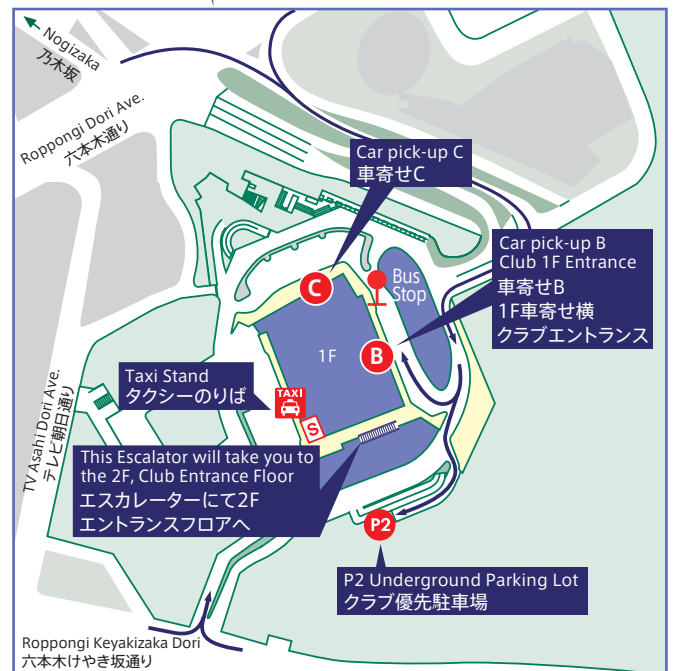 Nogizaka
乃木坂
Roppongi Dori Ave.
六本木通り
Car pick-up C
車寄せC
Car pick-up B
Club 1F Entrance
車寄せB
1F車寄せ横
クラブエントランス
Bus
Stop
C
1F
B
Taxi Stand
タクシーのりば
TAXI
S
TV Asahi Dori Ave.
テレビ朝日通り
This Escalator will take you to
the 2F, Club Entrance Floor
エスカレーターにて2F
エントランスフロアへ
P2
P2 Underground Parking Lot
クラブ優先駐車場
Roppongi Keyakizaka Dori
六本木けやき坂通り